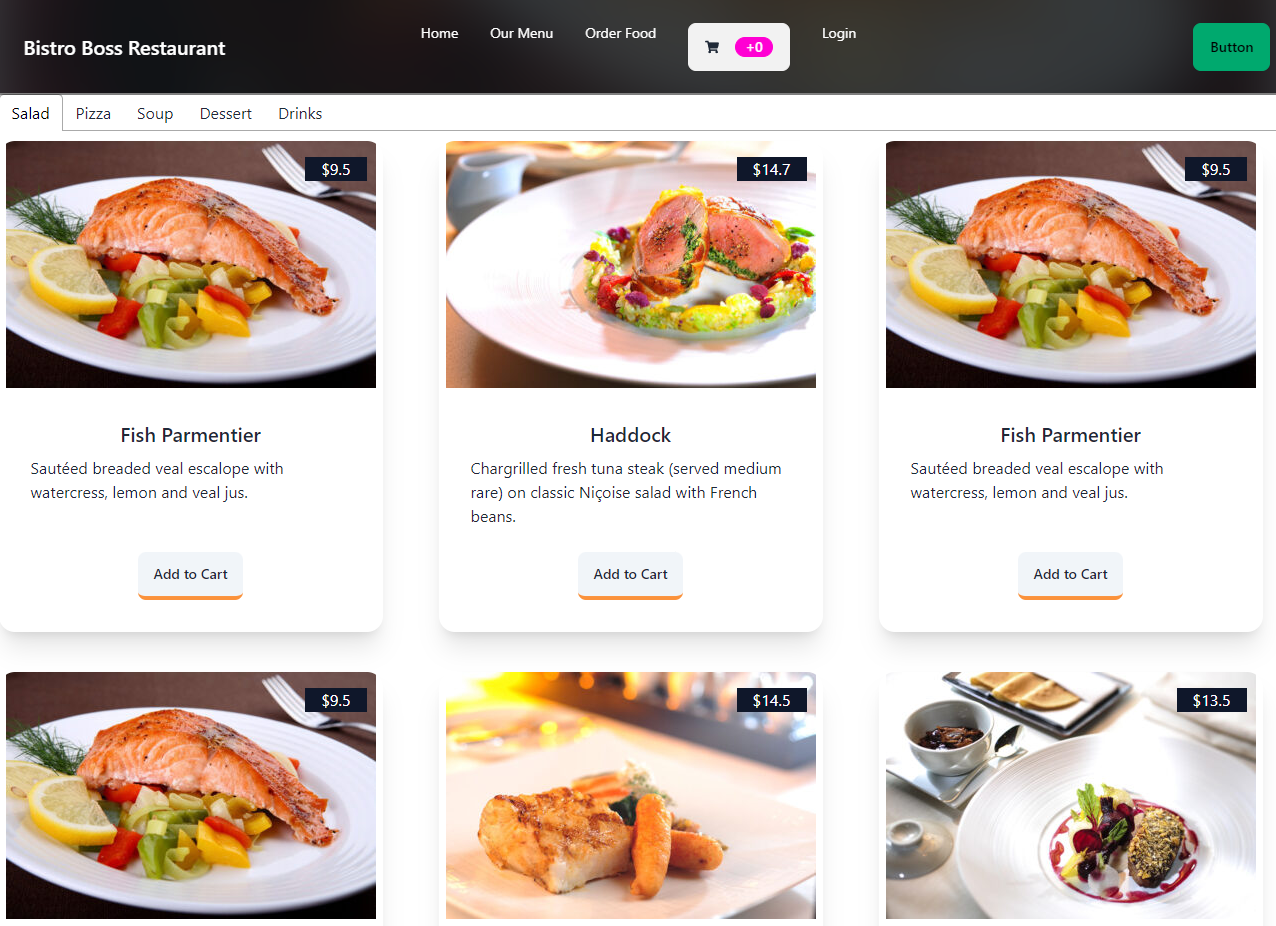 Bistro Boss Restaurant
Home
Our Menu
Order Food
+0
Login
Button
Salad
Pizza
Soup
Dessert
Drinks
$9.5
$14.7
$9.5
Fish Parmentier
Sautéed breaded veal escalope with
watercress, lemon and veal jus.
Add to Cart
Haddock
Chargrilled fresh tuna steak (served medium
rare) on classic Niçoise salad with French
beans.
Add to Cart
Fish Parmentier
Sautéed breaded veal escalope with
watercress, lemon and veal jus.
Add to Cart
$9.5
$14.5
$13.5